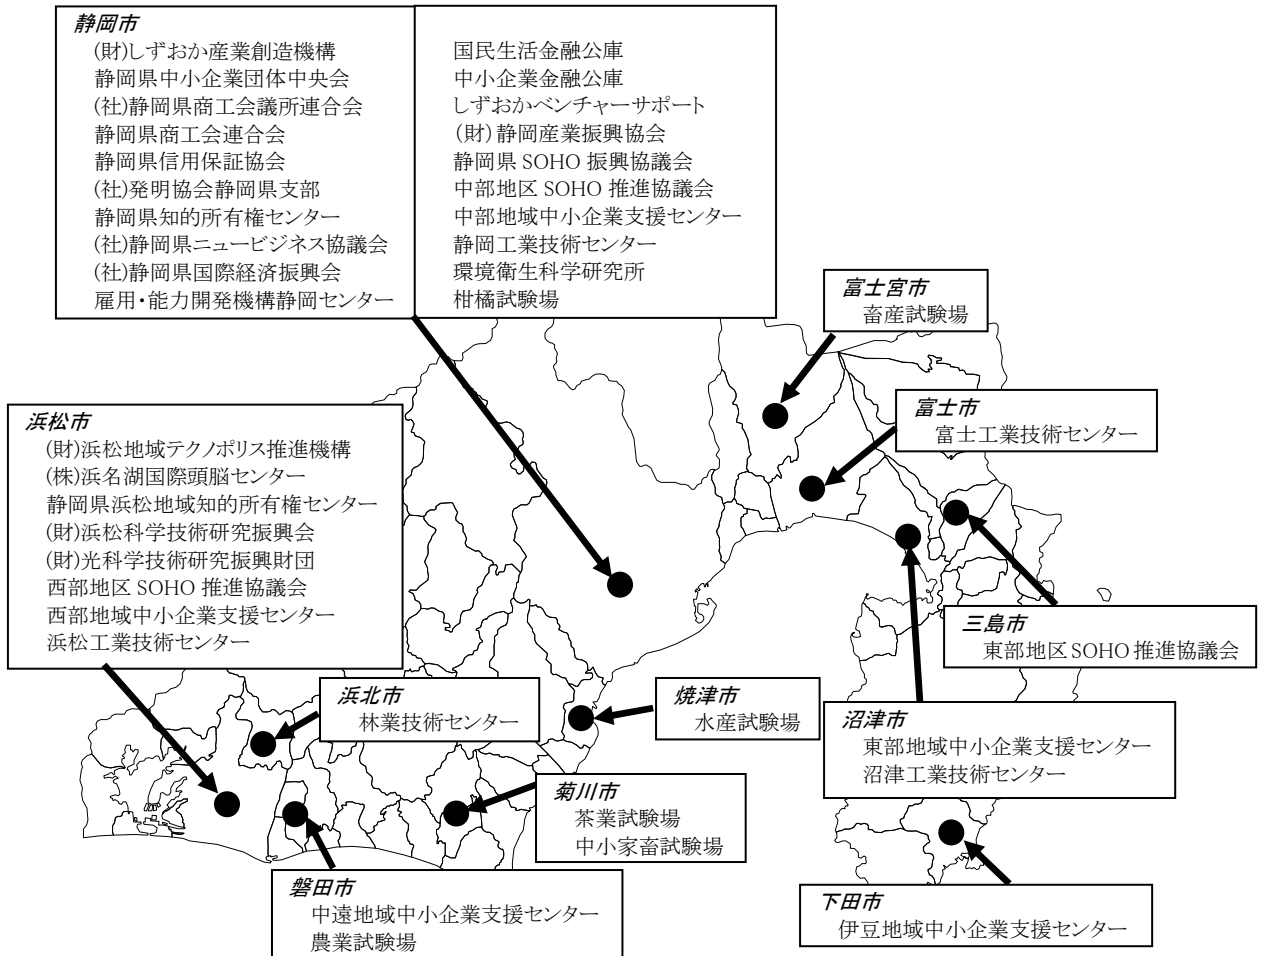 静岡市
(財)しずおか産業創造機構
静岡県中小企業団体中央会
(社)静岡県商工会議所連合会
静岡県商工会連合会
静岡県信用保証協会
(社)発明協会静岡県支部
静岡県知的所有権センター
(社)静岡県ニュービジネス協議会
(社)静岡県国際経済振興会
雇用・能力開発機構静岡センター
国民生活金融公庫
中小企業金融公庫
しずおかベンチャーサポート
(財)静岡産業振興協会
静岡県 SOHO 振興協議会
中部地区 SOHO 推進協議会
中部地域中小企業支援センター
静岡工業技術センター
環境衛生科学研究所
柑橘試験場
富士宮市
畜産試験場
富士市
富士工業技術センター
浜松市
(財)浜松地域テクノポリス推進機構
(株)浜名湖国際頭脳センター
静岡県浜松地域知的所有権センター
(財)浜松科学技術研究振興会
(財)光科学技術研究振興財団
西部地区 SOHO 推進協議会
西部地域中小企業支援センター
浜松工業技術センター
三島市
東部地区 SOHO 推進協議会
浜北市
林業技術センター
焼津市
水産試験場
沼津市
東部地域中小企業支援センター
沼津工業技術センター
菊川市
茶業試験場
中小家畜試験場
磐田市
中遠地域中小企業支援センター
農業試験場
下田市
伊豆地域中小企業支援センター